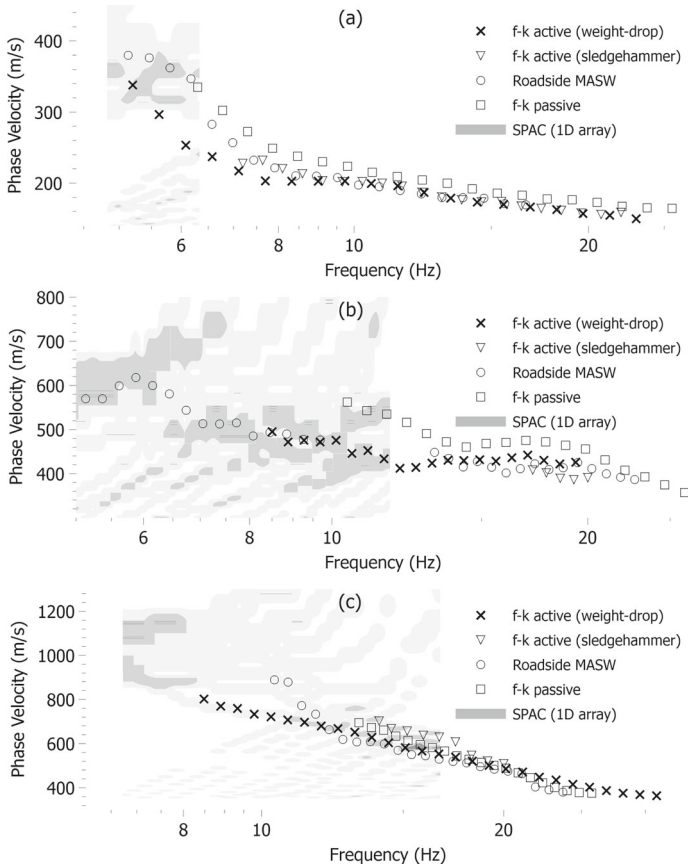 (a)
Phase Velocity (m/s)
400
300
200
6
8
10
20
Frequency (Hz)
f-k active (weight-drop)
f-k active (sledgehammer)
Roadside MASW
f-k passive
SPAC (1D array)
(b)
Phase Velocity (m/s)
800
700
600
500
400
6
8
10
20
Frequency (Hz)
f-k active (weight-drop)
f-k active (sledgehammer)
Roadside MASW
f-k passive
SPAC (1D array)
(c)
Phase Velocity (m/s)
1200
1000
800
600
400
8
10
20
Frequency (Hz)
f-k active (weight-drop)
f-k active (sledgehammer)
Roadside MASW
f-k passive
SPAC (1D array)